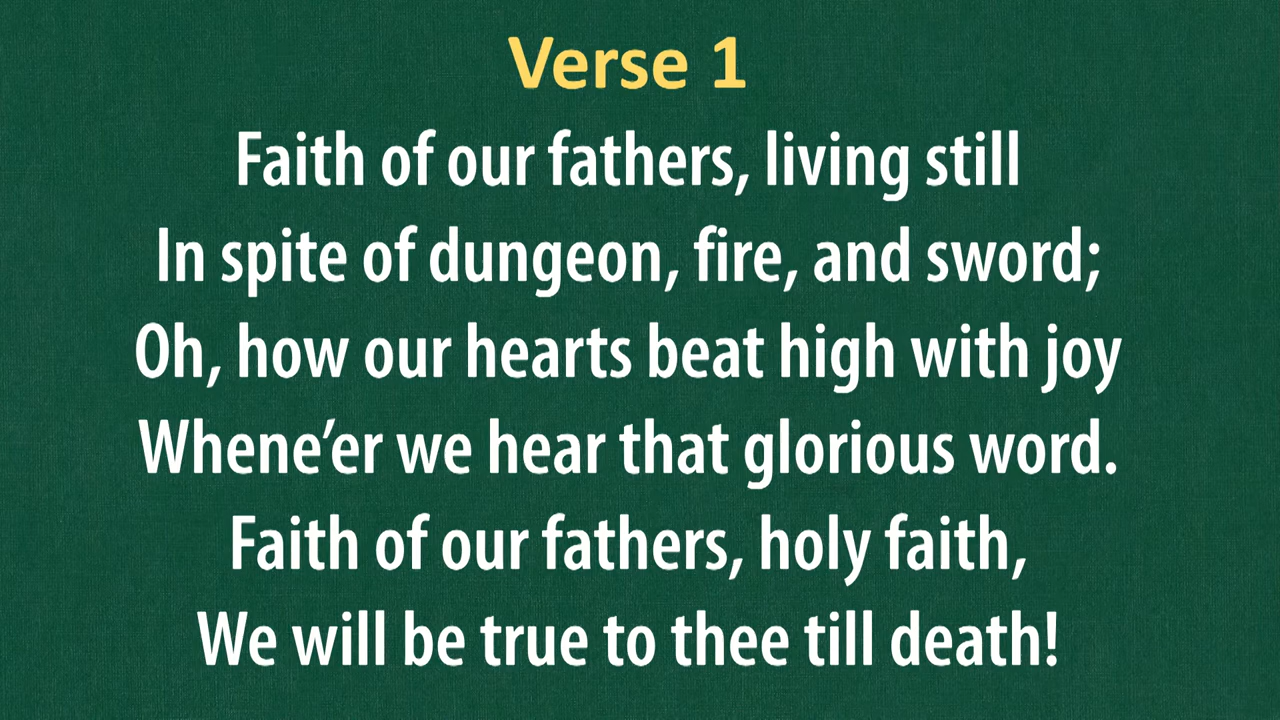 Verse 1
Faith of our fathers, living still
In spite of dungeon, fire, and sword;
Oh, how our hearts beat high with joy
Whene’er we hear that glorious word.
Faith of our fathers, holy faith,
We will be true to thee till death!